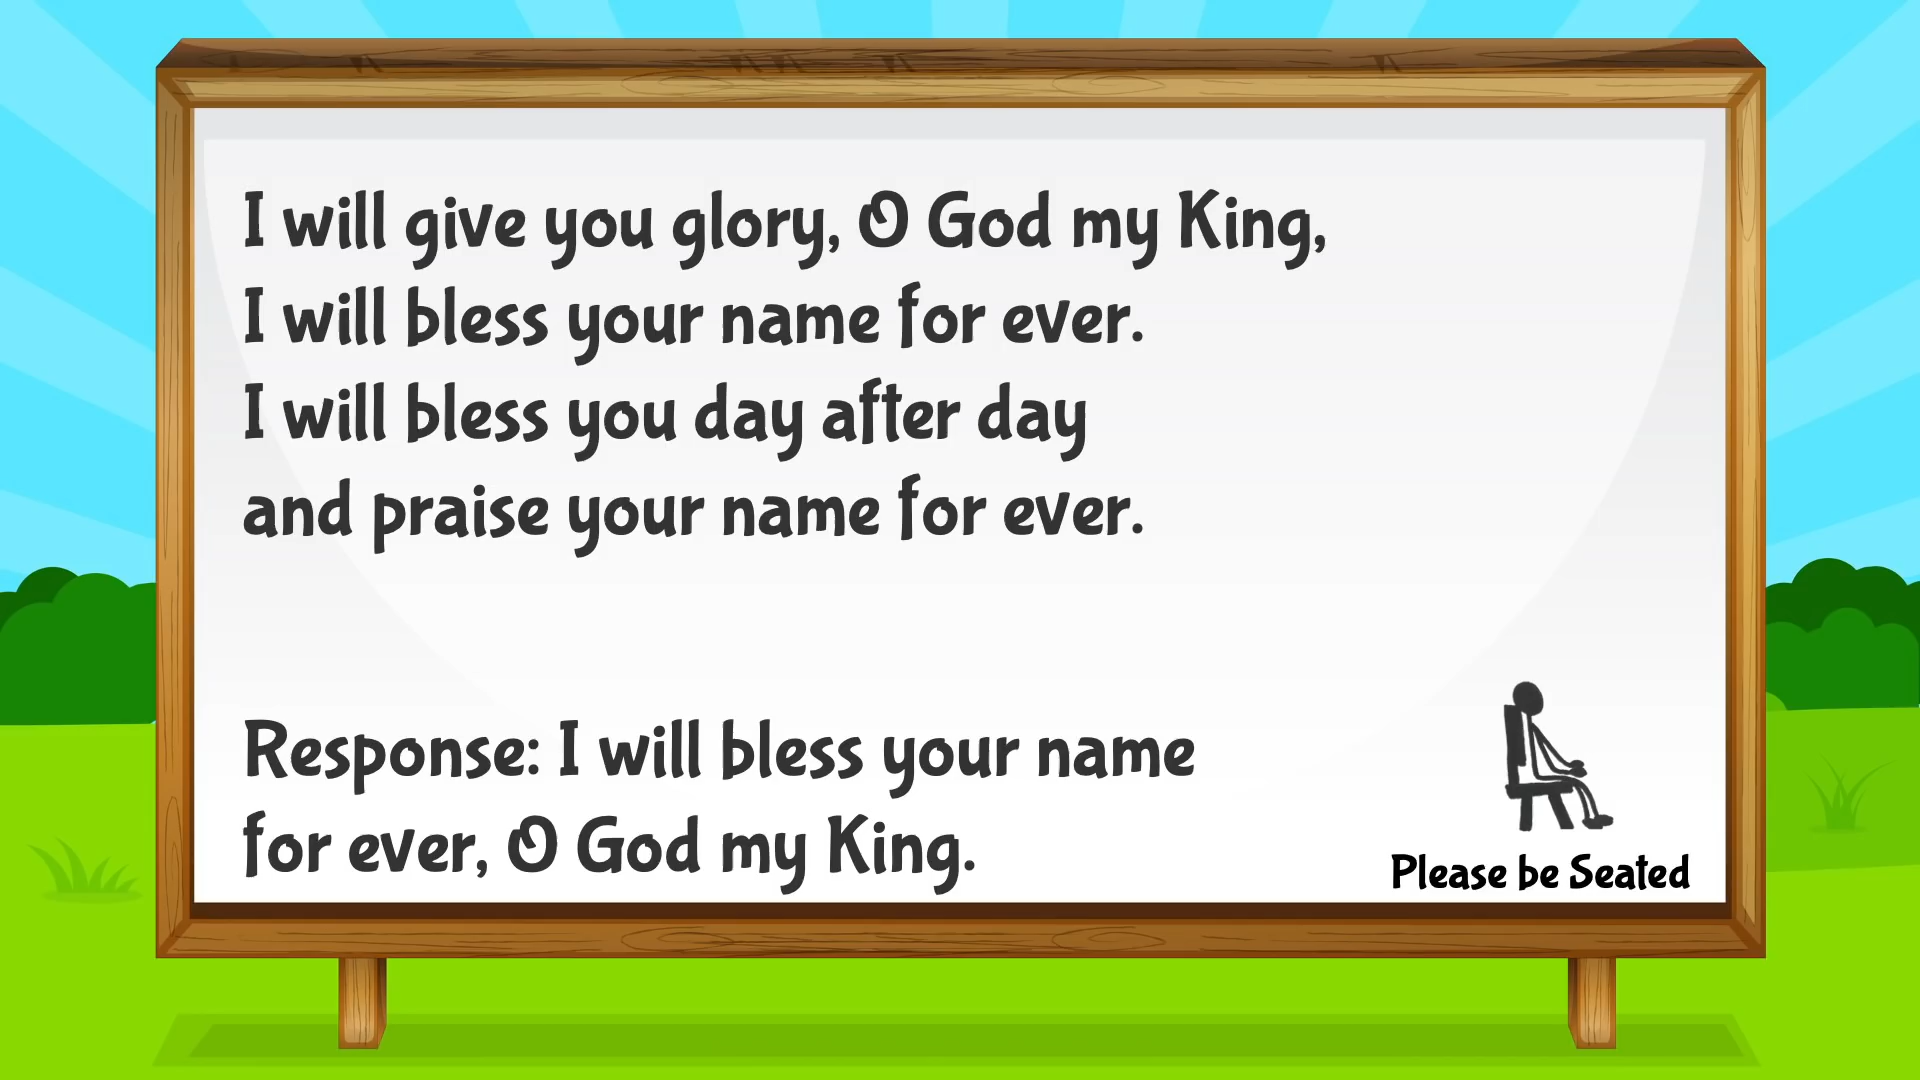 I will give you glory, O God my King,
I will bless your name for ever.
I will bless you day after day
and praise your name for ever.
Response: I will bless your name
for ever, O God my King.
Please be Seated